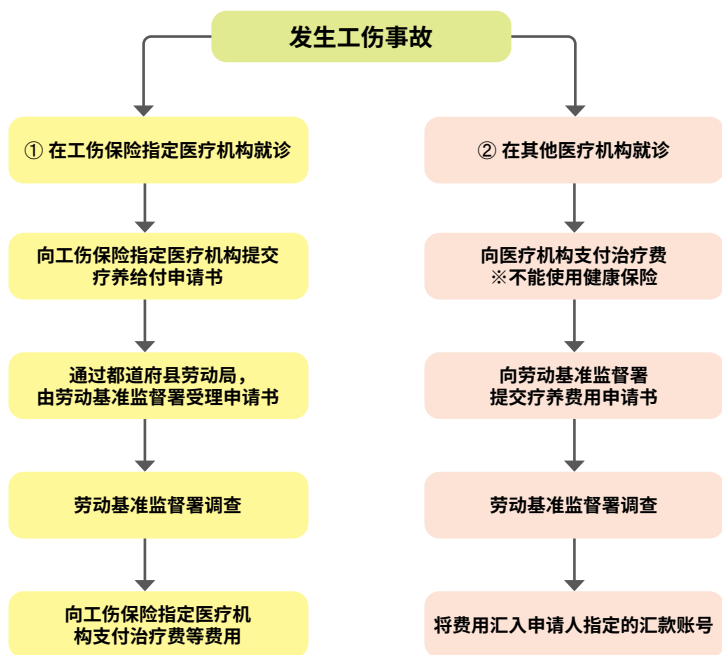 发生工伤事故
① 在工伤保险指定医疗机构就诊
向工伤保险指定医疗机构提交
疗养给付申请书
通过都道府县劳动局，
由劳动基准监督署受理申请书
劳动基准监督署调查
向工伤保险指定医疗机
构支付治疗费等费用
② 在其他医疗机构就诊
向医疗机构支付治疗费
※不能使用健康保险
向劳动基准监督署
提交疗养费用申请书
劳动基准监督署调查
将费用汇入申请人指定的汇款账号